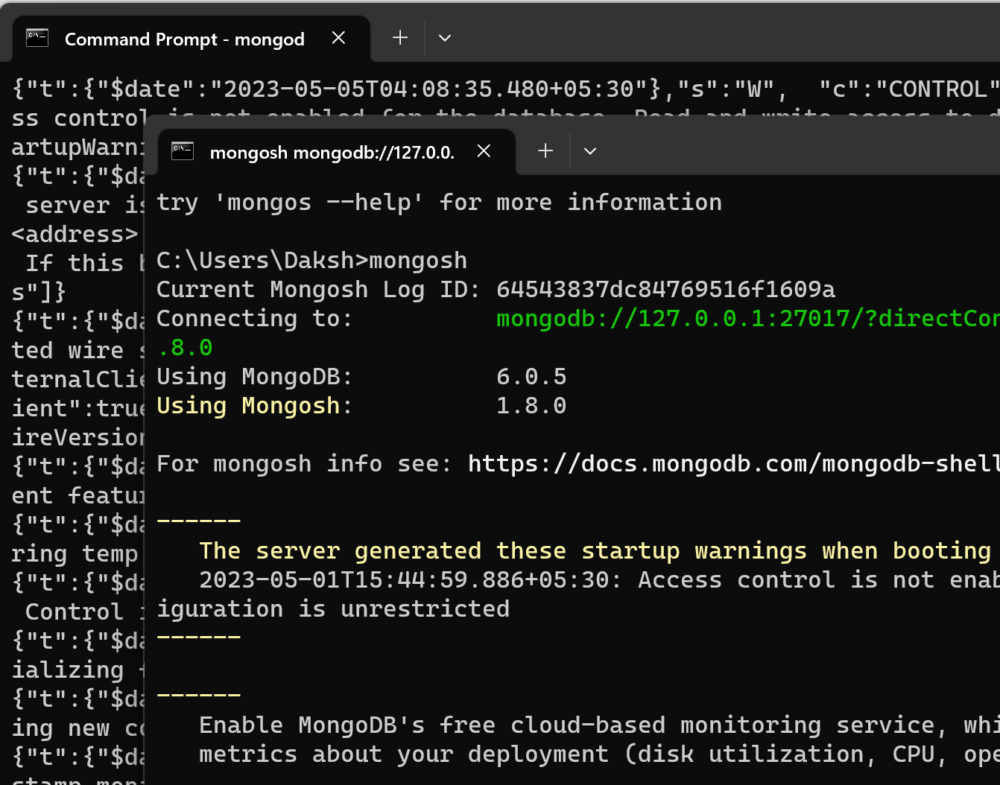 Command Prompt - mongod
{"t":{"$date":"2023-05-05T04:08:35.480+05:30"},"s":"W",  "c":"CONTROL"
ss control is not enabled for the database. Read and write access to d
artupWarni
{"t":{"$da
server is
<address>
If this b
s"]}
{"t":{"$da
ted wire s
ternalClie
ient":true
ireVersion
{"t":{"$da
ent featur
{"t":{"$da
ring temp
{"t":{"$da
Control i
{"t":{"$da
ializing f
{"t":{"$da
ing new co
{"t":{"$da
stamp moni
mongosh mongodb://127.0.0.
try 'mongos --help' for more information
C:\Users\Daksh>mongosh
Current Mongosh Log ID: 64543837dc84769516f1609a
Connecting to:          mongodb://127.0.0.1:27017/?directCon
.8.0
Using MongoDB:          6.0.5
Using Mongosh:          1.8.0
For mongosh info see: https://docs.mongodb.com/mongodb-shell
------
The server generated these startup warnings when booting
2023-05-01T15:44:59.886+05:30: Access control is not enab
iguration is unrestricted
------
------
Enable MongoDB's free cloud-based monitoring service, whi
metrics about your deployment (disk utilization, CPU, ope